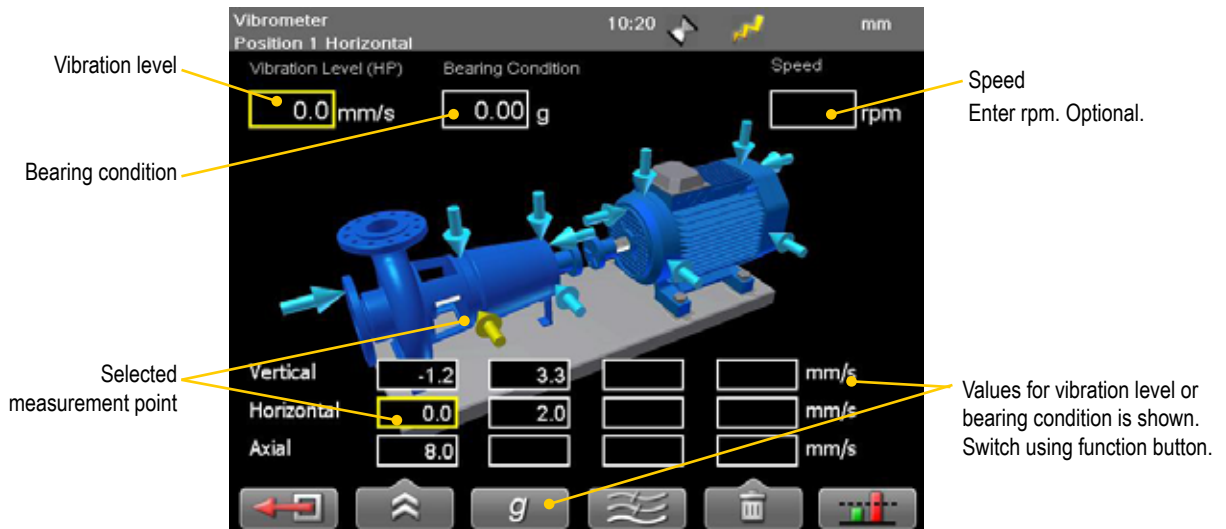 Vibrometer
10:20
mm
Position 1 Horizontal
Vibration Level (HP)
Bearing Condition
Speed
0.0 mm/s
0.00 g
rpm
Vibration level
Bearing condition
Speed
Enter rpm. Optional.
Selected
measurement point
Vertical -1.2 3.3 mm/s
Horizontal 0.0 2.0 mm/s
Axial 8.0 mm/s
Values for vibration level or
bearing condition is shown.
Switch using function button.
g